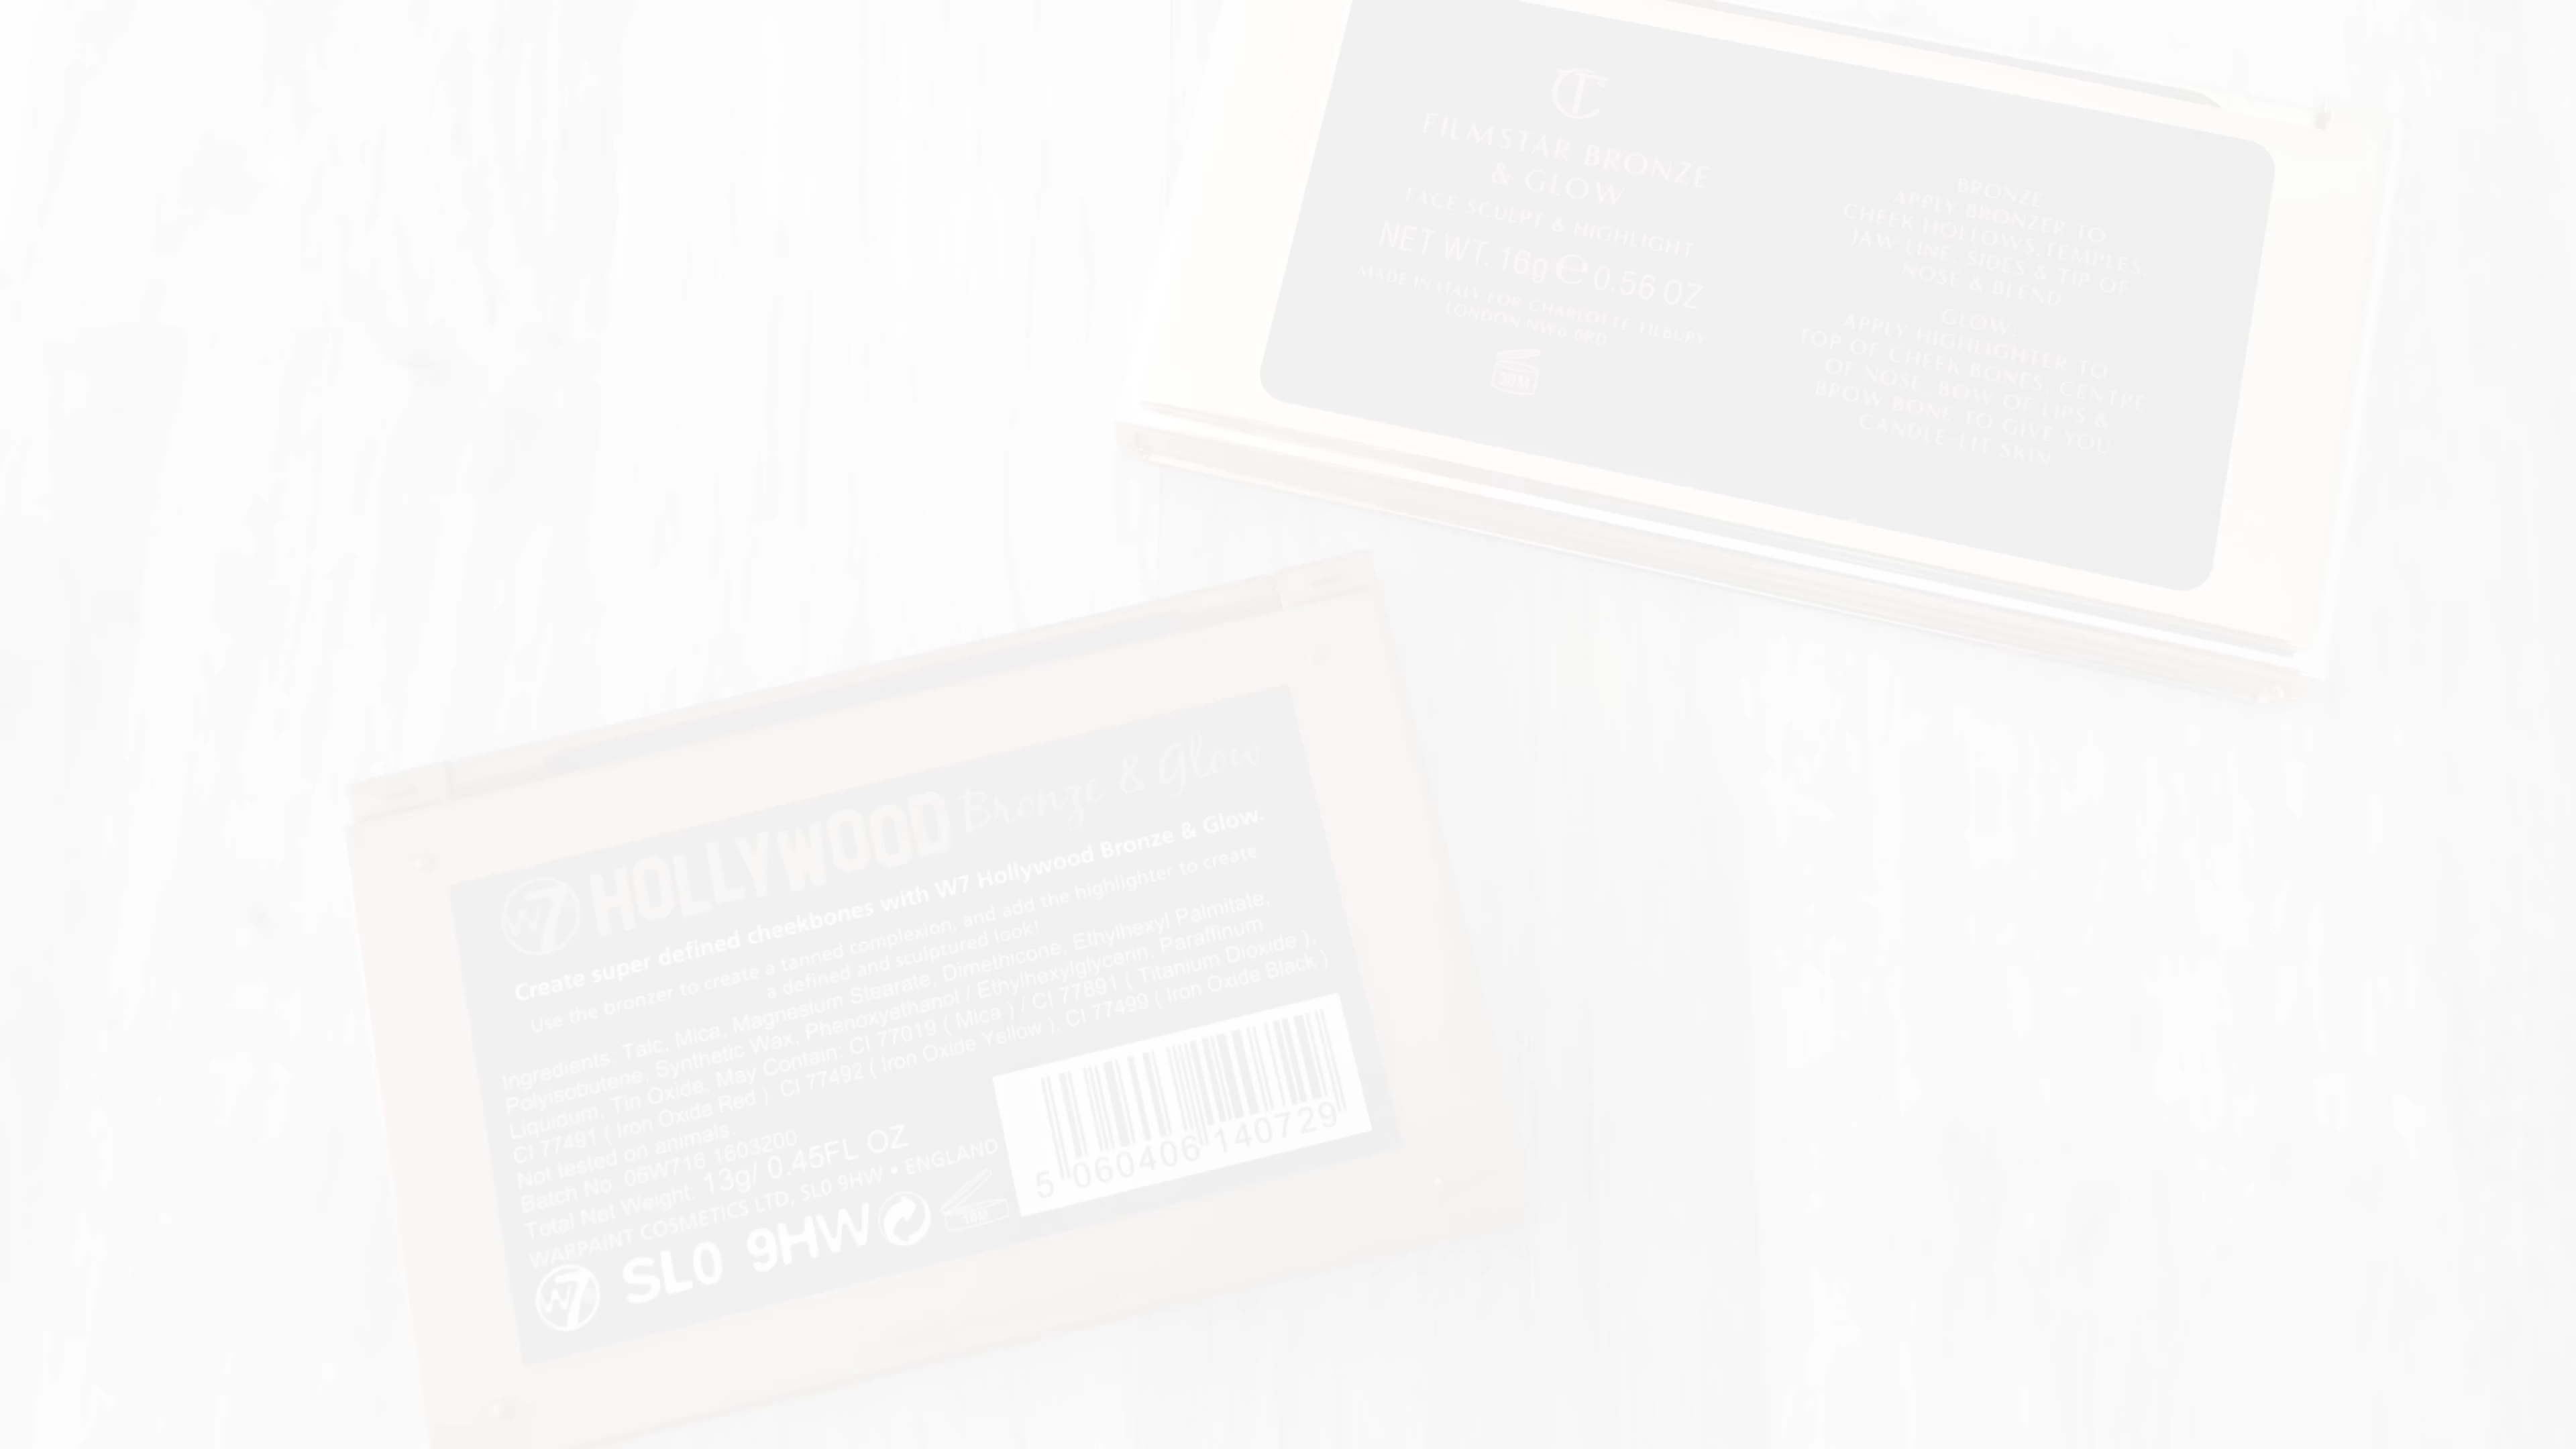 CT
FILMSTAR BRONZE
& GLOW
FACE SCULPT & HIGHLIGHT
NET WT. 16g ℮ 0.56 OZ
MADE IN ITALY FOR CHARLOTTE TILBURY
LONDON NW6 6RD
BRONZE
APPLY BRONZER TO
CHEEK HOLLOWS, TEMPLES,
JAW-LINE, SIDES & TIP OF
NOSE & BLEND
GLOW:
APPLY HIGHLIGHTER TO
TOP OF CHEEK BONES, CENTRE
OF NOSE, BOW OF LIPS &
BROW BONE TO GIVE YOU
CANDLE-LIT SKIN
W7 HOLLYWOOD Bronze & Glow
Create super defined cheekbones with W7 Hollywood Bronze & Glow.
Use the bronzer to create a tanned complexion, and add the highlighter to create
a defined and sculptured look!
Ingredients: Talc, Mica, Magnesium Stearate, Dimethicone, Ethylhexyl Palmitate,
Polyisobutene, Synthetic Wax, Phenoxyethanol / Ethylhexylglycerin, Paraffinum
Liquidum, Tin Oxide, May Contain: CI 77019 ( Mica ) / CI 77891 ( Titanium Dioxide ),
CI 77491 ( Iron Oxide Red ), CI 77492 ( Iron Oxide Yellow ), CI 77499 ( Iron Oxide Black )
Not tested on animals.
Batch No. 06W716 1603200
Total Net Weight: 13g/ 0.45FL OZ
WARPAINT COSMETICS LTD, SL0 9HW • ENGLAND
W7 SL0 9HW 18M
5 060406 140729